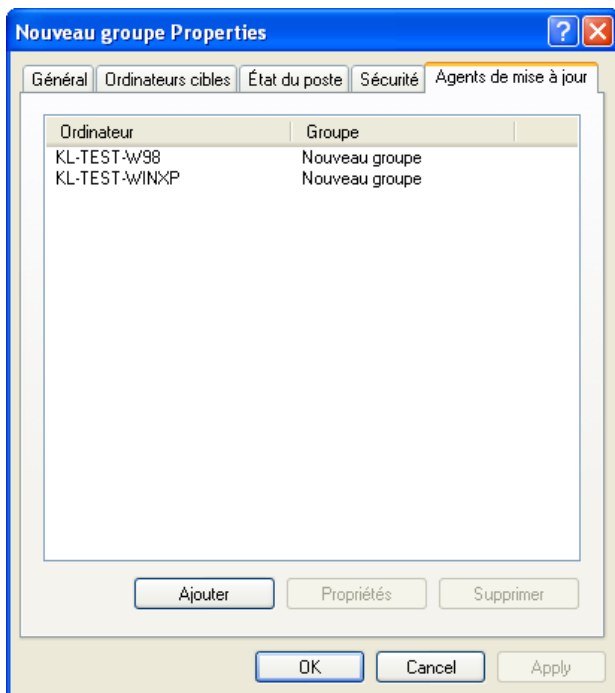 Nouveau groupe Properties
Général Ordinateurs cibles État du poste Sécurité Agents de mise à jour
Ordinateur Groupe
KL-TEST-W98 Nouveau groupe
KL-TEST-WINXP Nouveau groupe
Ajouter Propriétés Supprimer
OK Cancel Apply